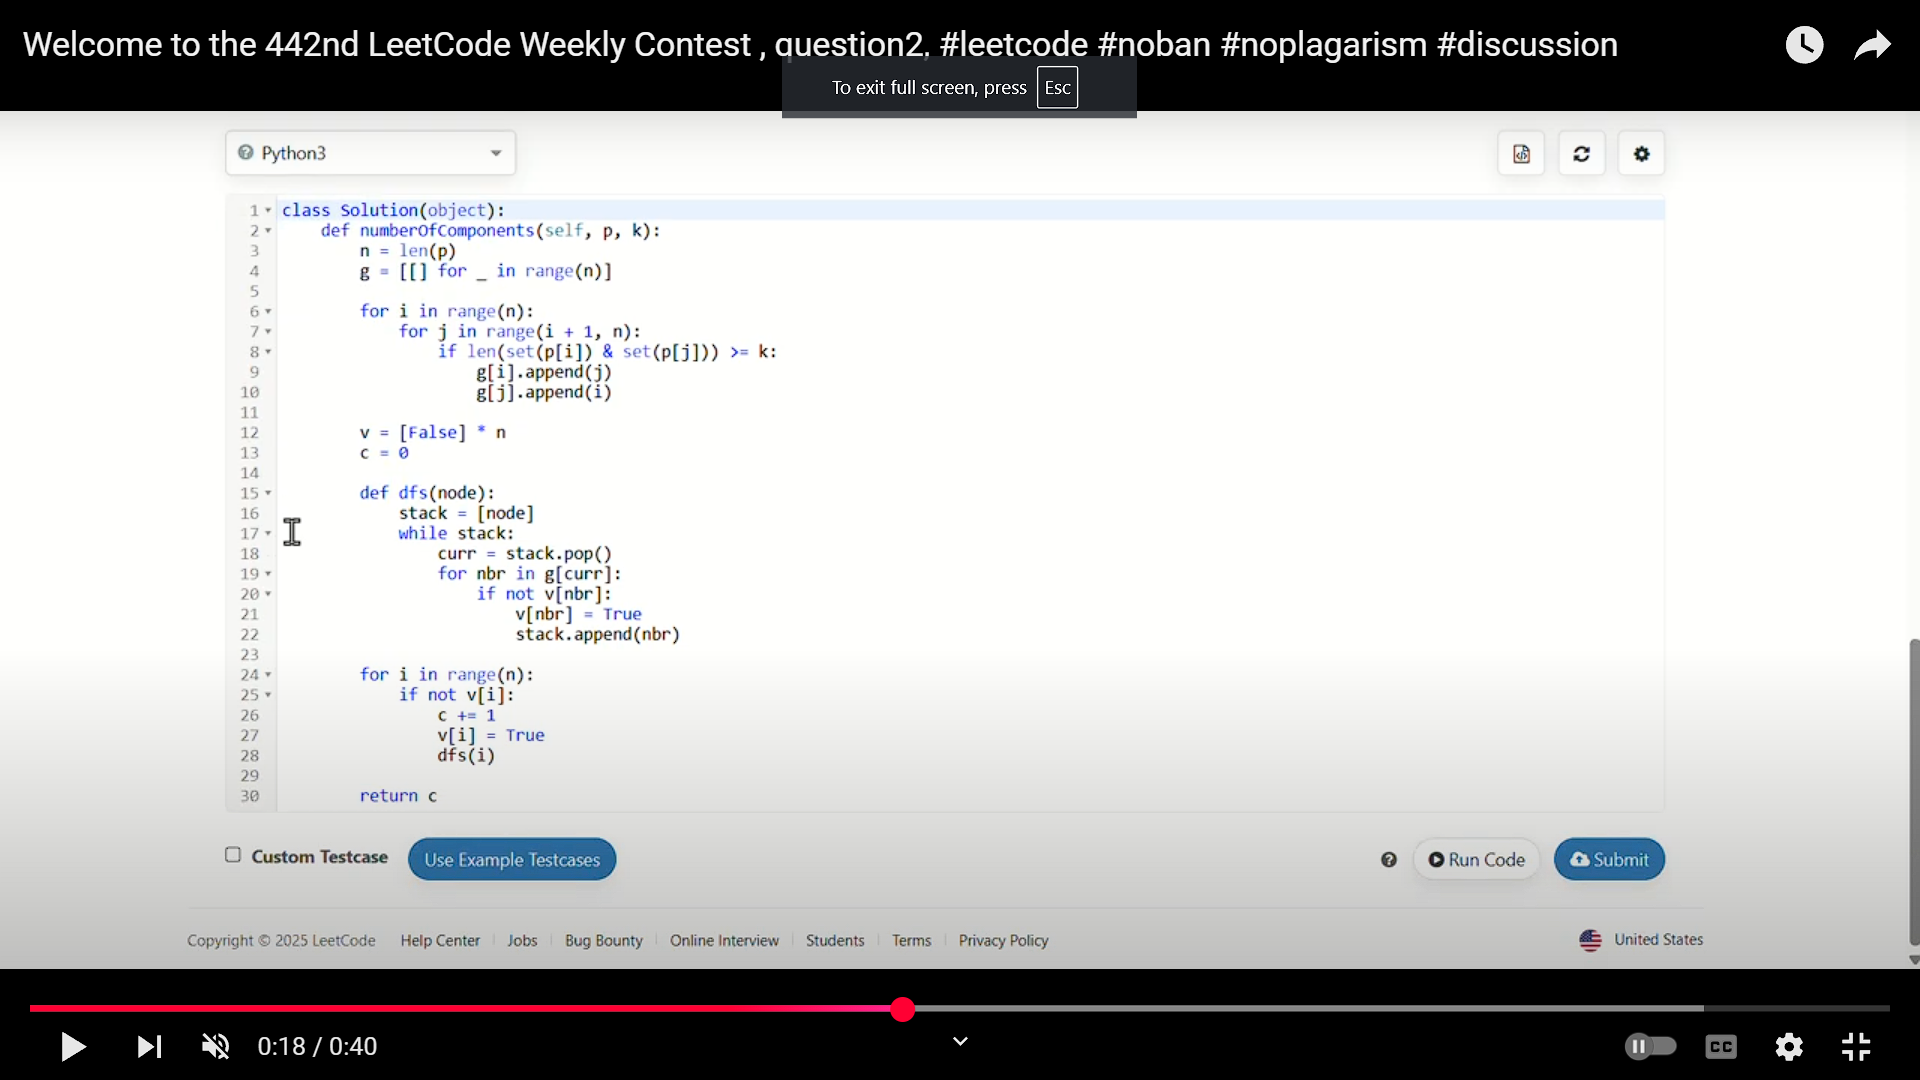 Welcome to the 442nd LeetCode Weekly Contest , question2, #leetcode #noban #noplagarism #discussion
To exit full screen, press Esc
Python3
1 class Solution(object):
2     def numberOfComponents(self, p, k):
3         n = len(p)
4         g = [[] for _ in range(n)]
5
6         for i in range(n):
7             for j in range(i + 1, n):
8                 if len(set(p[i]) & set(p[j])) >= k:
9                     g[i].append(j)
10                     g[j].append(i)
11
12         v = [False] * n
13         c = 0
14
15         def dfs(node):
16             stack = [node]
17             while stack:
18                 curr = stack.pop()
19                 for nbr in g[curr]:
20                     if not v[nbr]:
21                         v[nbr] = True
22                         stack.append(nbr)
23
24         for i in range(n):
25             if not v[i]:
26                 c += 1
27                 v[i] = True
28                 dfs(i)
29
30         return c
Custom Testcase Use Example Testcases Run Code Submit
Copyright © 2025 LeetCode Help Center Jobs Bug Bounty Online Interview Students Terms Privacy Policy United States
0:18 / 0:40 CC